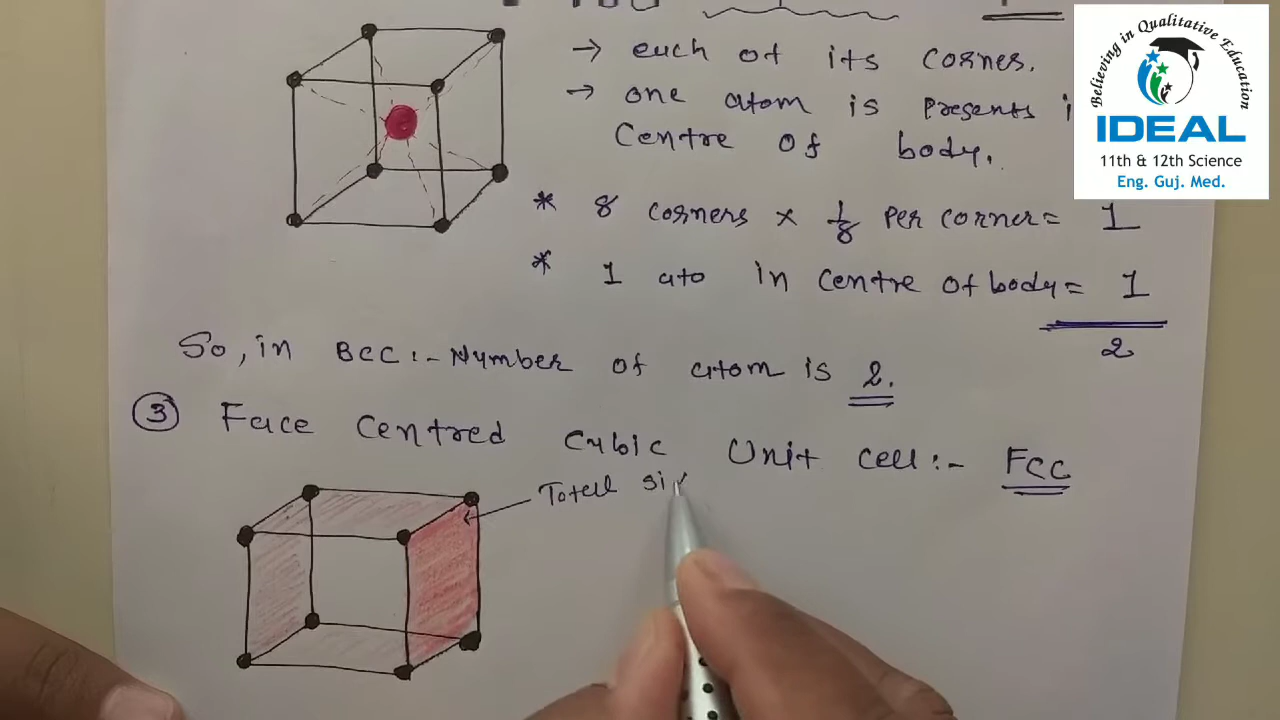 → each of its corner.
→ one atom is presents i
Centre of body.
* 8 corners × 1/8 per corner = 1
* 1 ato in centre of body = 1
2
So, in BCC :- Number of atom is 2.
③ Face Centred Cubic Unit cell :- FCC
Totall si
Believing in Qualitative Education
IDEAL
11th & 12th Science
Eng. Guj. Med.